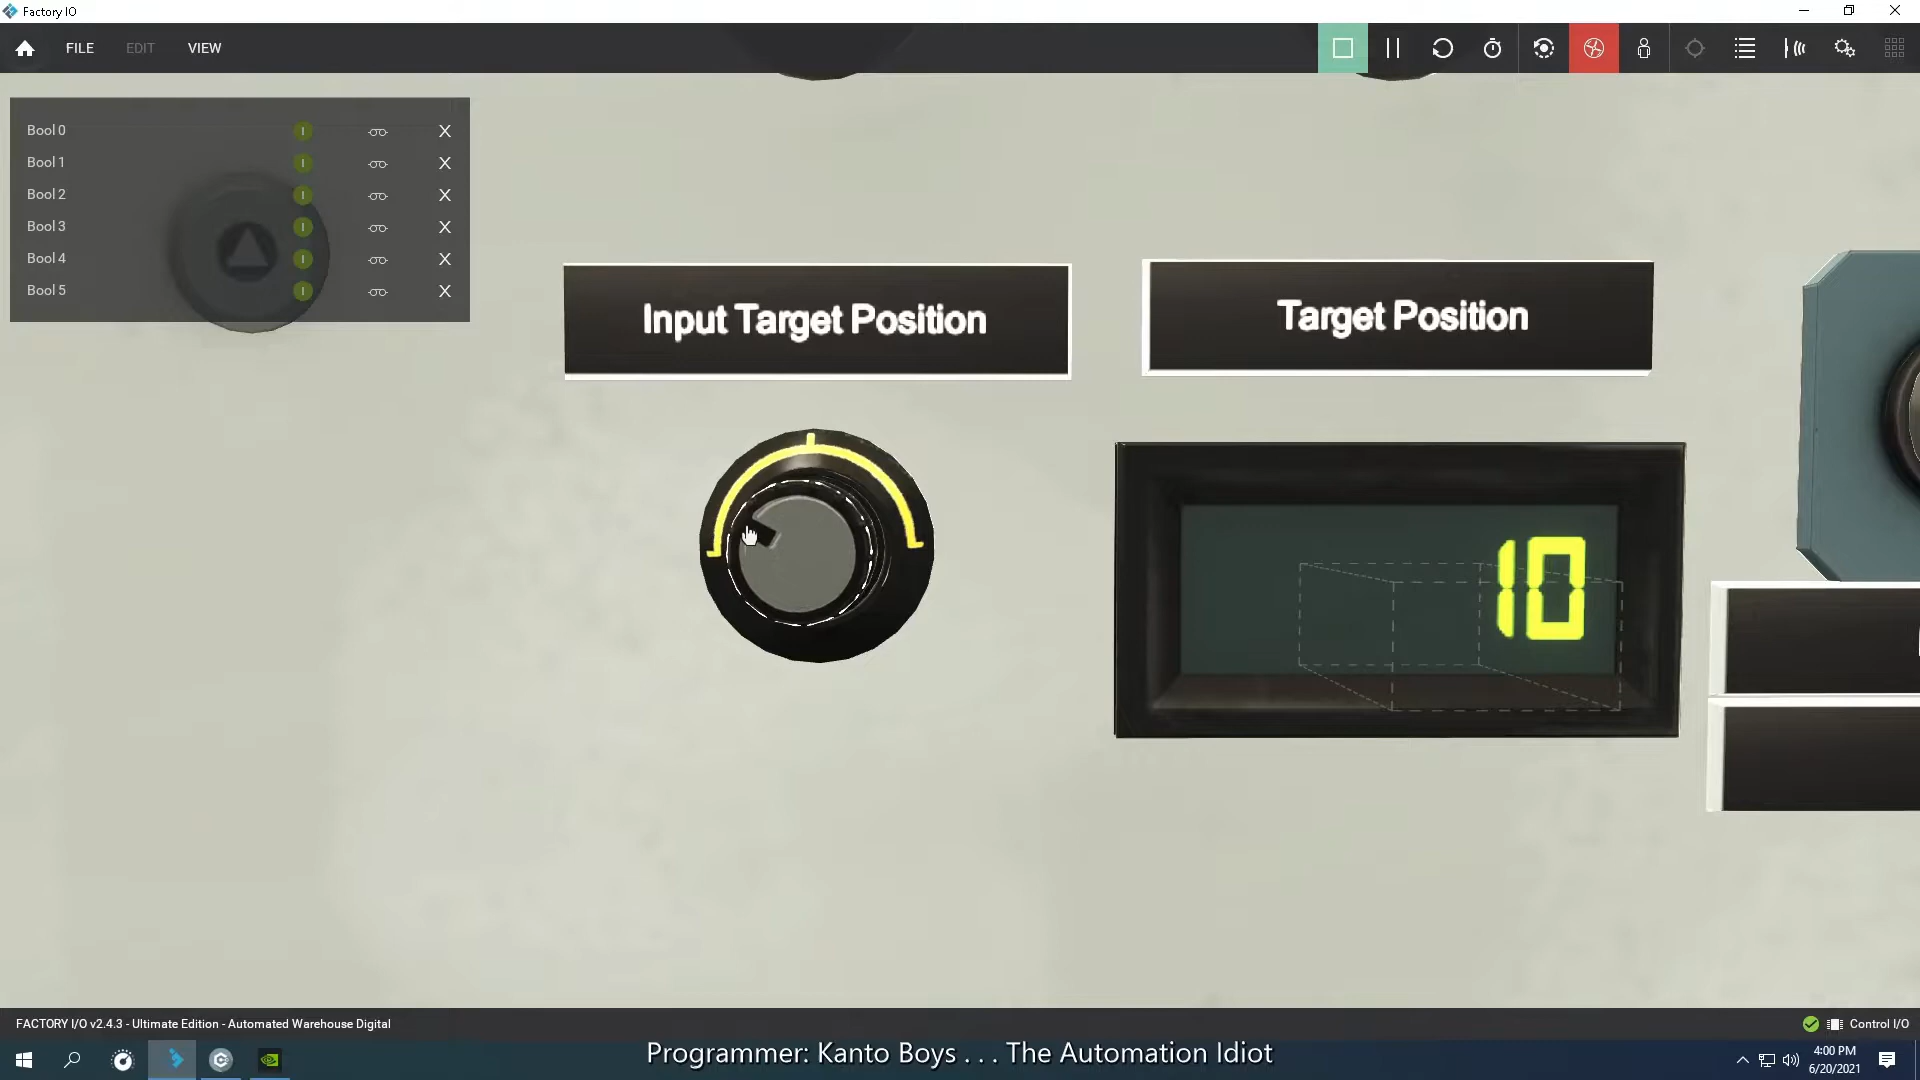 Factory IO
FILE EDIT VIEW
Bool 0 X
Bool 1 X
Bool 2 X
Bool 3 X
Bool 4 X
Bool 5 X
Input Target Position
Target Position
10
FACTORY I/O v2.4.3 - Ultimate Edition - Automated Warehouse Digital
Control I/O
Programmer: Kanto Boys . . . The Automation Idiot
4:00 PM
6/20/2021